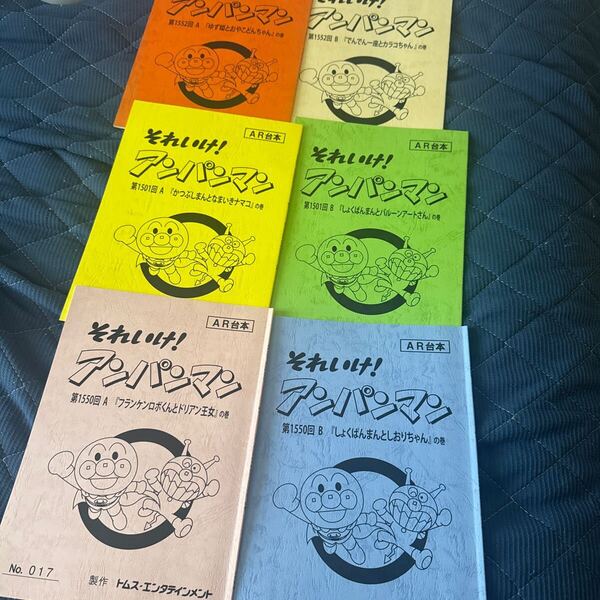 アンパンマン
第1552回 A 『ゆず姫とおやこどんちゃん』の巻
それいけ!
アンパンマン
第1552回 B 『でんでん一座とカラコちゃん』の巻
AR台本
それいけ!
アンパンマン
第1501回 A 『かつぶしまんとなまいきナマコ』の巻
AR台本
それいけ!
アンパンマン
第1501回 B 『しょくぱんまんとバルーンアートさん』の巻
AR台本
それいけ!
アンパンマン
第1550回 A 『フランケンロボくんとドリアン王女』の巻
No. 017
製作 トムス・エンタテインメント
AR台本
それいけ!
アンパンマン
第1550回 B 『しょくぱんまんとしおりちゃん』の巻